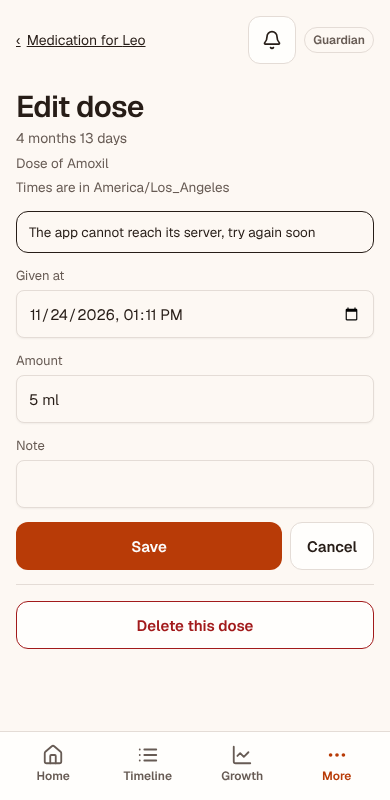 ‹ Medication for Leo
Guardian
Edit dose
4 months 13 days
Dose of Amoxil
Times are in America/Los_Angeles
The app cannot reach its server, try again soon
Given at
11/24/2026, 01:11 PM
Amount
5 ml
Note
Save
Cancel
Delete this dose
Home
Timeline
Growth
More